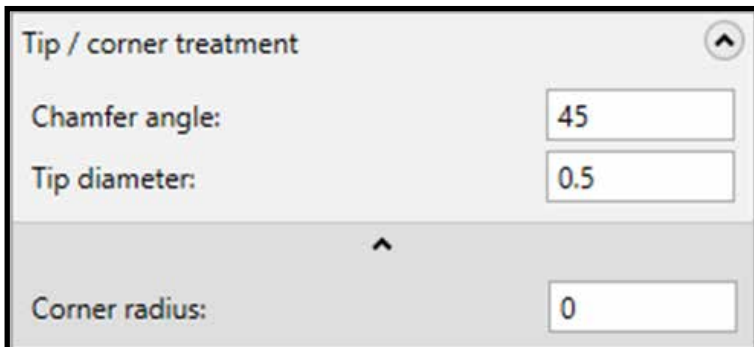 Tip / corner treatment
Chamfer angle: 45
Tip diameter: 0.5
Corner radius: 0